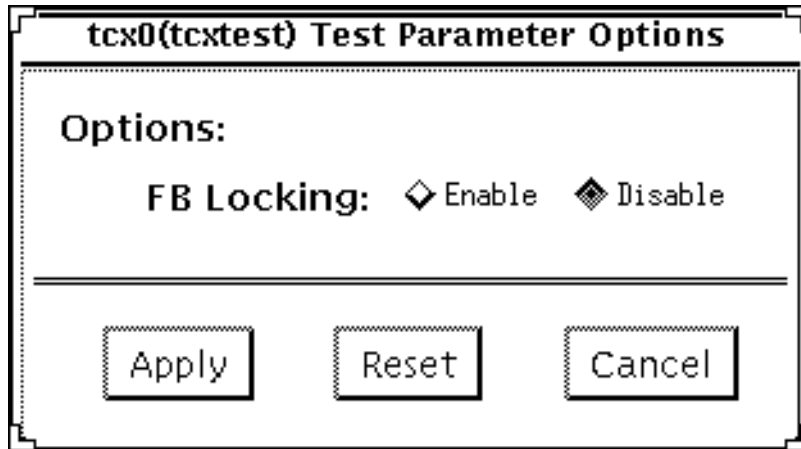 tcx0(tcxtest) Test Parameter Options
Options:
FB Locking: Enable Disable
Apply Reset Cancel